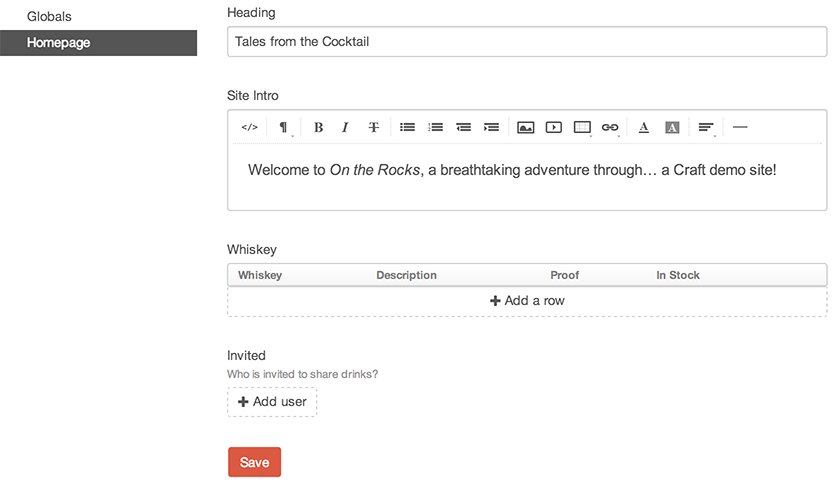 Globals
Homepage
Heading
Tales from the Cocktail
Site Intro
</> ¶ B I T A A
Welcome to On the Rocks, a breathtaking adventure through… a Craft demo site!
Whiskey
Whiskey Description Proof In Stock
+ Add a row
Invited
Who is invited to share drinks?
+ Add user
Save